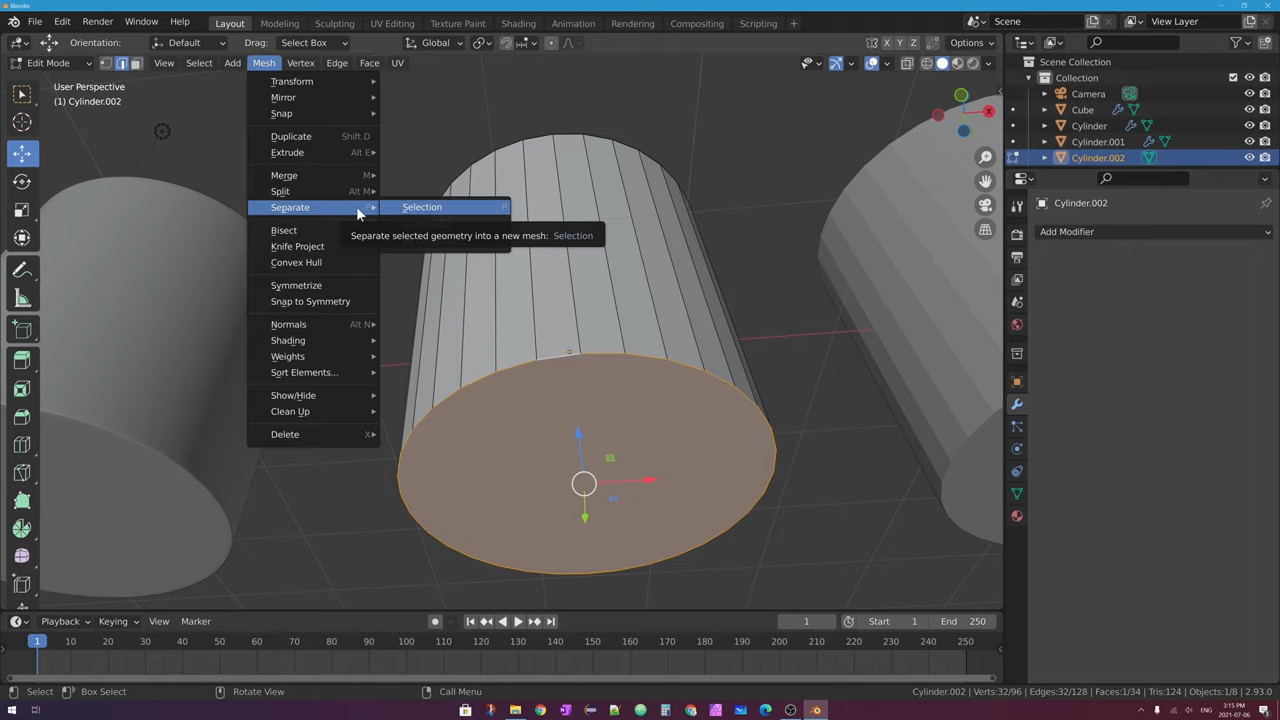 Blender
File Edit Render Window Help Layout Modeling Sculpting UV Editing Texture Paint Shading Animation Rendering Compositing Scripting + Scene View Layer
Orientation: Default Drag: Select Box Global X Y Z Options
Edit Mode View Select Add Mesh Vertex Edge Face UV
User Perspective
(1) Cylinder.002
Transform
Mirror
Snap
Duplicate Shift D
Extrude Alt E
Merge M
Split Alt M
Separate P
Selection P
Separate selected geometry into a new mesh: Selection
Bisect
Knife Project
Convex Hull
Symmetrize
Snap to Symmetry
Normals Alt N
Shading
Weights
Sort Elements...
Show/Hide
Clean Up
Delete X
X
Scene Collection
Collection
Camera
Cube
Cylinder
Cylinder.001
Cylinder.002
Cylinder.002
Add Modifier
Playback Keying View Marker 1 Start 1 End 250
1 10 20 30 40 50 60 70 80 90 100 110 120 130 140 150 160 170 180 190 200 210 220 230 240 250
Select Box Select Rotate View Call Menu Cylinder.002 | Verts:32/96 | Edges:32/128 | Faces:1/34 | Tris:124 | Objects:1/8 | 2.93.0
3:15 PM
2021-07-06